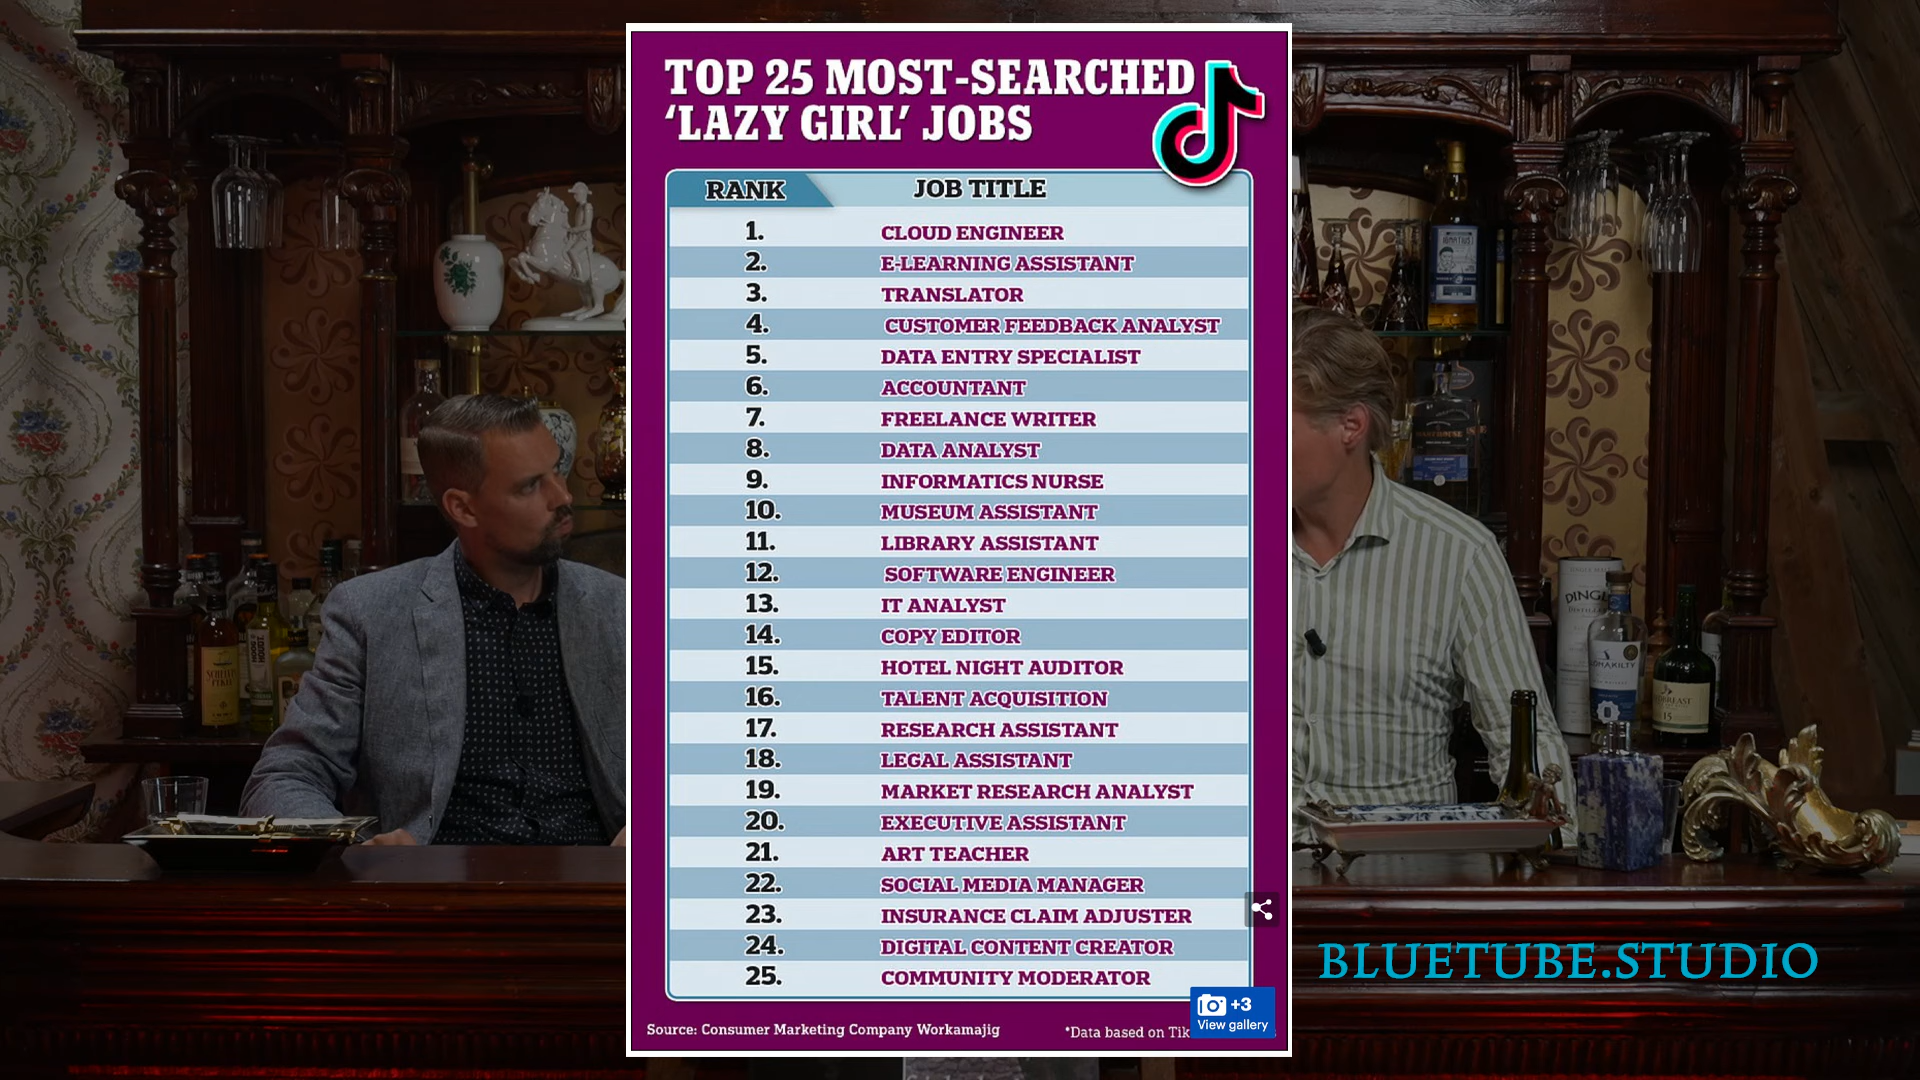 TOP 25 MOST-SEARCHED
'LAZY GIRL' JOBS
RANK JOB TITLE
1. CLOUD ENGINEER
2. E-LEARNING ASSISTANT
3. TRANSLATOR
4. CUSTOMER FEEDBACK ANALYST
5. DATA ENTRY SPECIALIST
6. ACCOUNTANT
7. FREELANCE WRITER
8. DATA ANALYST
9. INFORMATICS NURSE
10. MUSEUM ASSISTANT
11. LIBRARY ASSISTANT
12. SOFTWARE ENGINEER
13. IT ANALYST
14. COPY EDITOR
15. HOTEL NIGHT AUDITOR
16. TALENT ACQUISITION
17. RESEARCH ASSISTANT
18. LEGAL ASSISTANT
19. MARKET RESEARCH ANALYST
20. EXECUTIVE ASSISTANT
21. ART TEACHER
22. SOCIAL MEDIA MANAGER
23. INSURANCE CLAIM ADJUSTER
24. DIGITAL CONTENT CREATOR
25. COMMUNITY MODERATOR
+3
View gallery
Source: Consumer Marketing Company Workamajig
*Data based on Tik
BLUETUBE.STUDIO